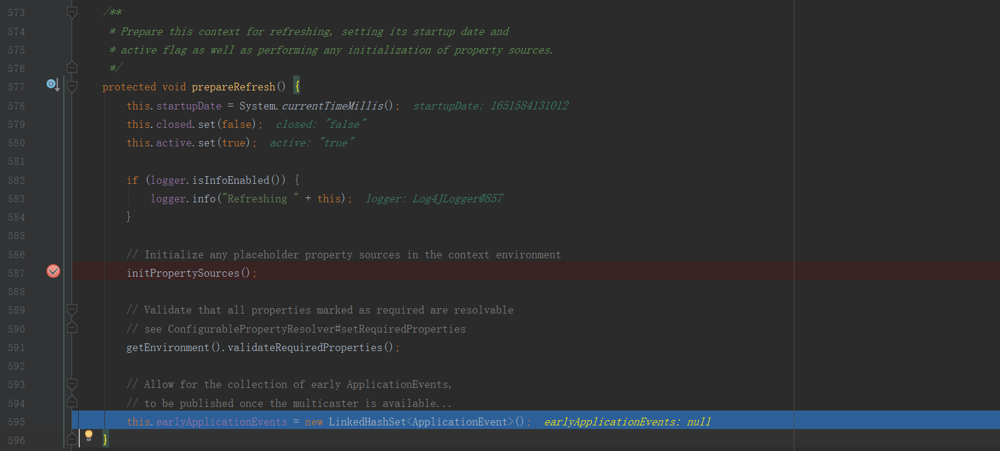 573 /**
574 * Prepare this context for refreshing, setting its startup date and
575 * active flag as well as performing any initialization of property sources.
576 */
577 protected void prepareRefresh() {
578 this.startupDate = System.currentTimeMillis(); startupDate: 1651584131012
579 this.closed.set(false); closed: "false"
580 this.active.set(true); active: "true"
581
582 if (logger.isInfoEnabled()) {
583 logger.info("Refreshing " + this); logger: Log4JLogger@857
584 }
585
586 // Initialize any placeholder property sources in the context environment
587 initPropertySources();
588
589 // Validate that all properties marked as required are resolvable
590 // see ConfigurablePropertyResolver#setRequiredProperties
591 getEnvironment().validateRequiredProperties();
592
593 // Allow for the collection of early ApplicationEvents,
594 // to be published once the multicaster is available...
595 this.earlyApplicationEvents = new LinkedHashSet<ApplicationEvent>(); earlyApplicationEvents: null
596 }